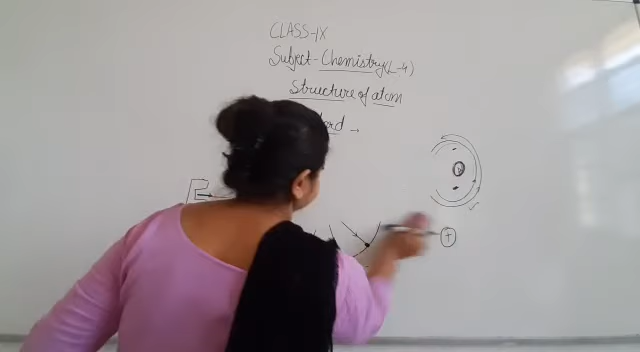 CLASS-IX
Subject-Chemistry(L-4)
Structure of atom